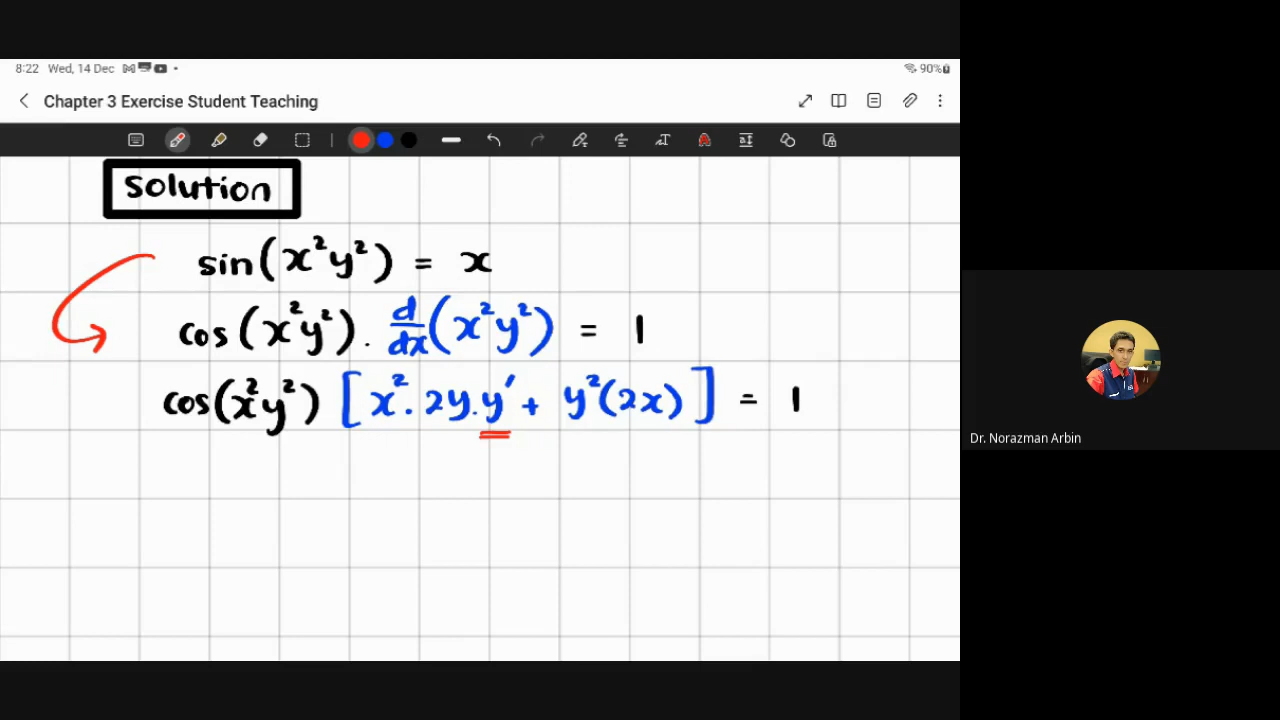 8:22 Wed, 14 Dec
90%
Chapter 3 Exercise Student Teaching
Solution
sin(x²y²) = x
cos(x²y²) . d/dx(x²y²) = 1
cos(x²y²) [x² . 2y . y′ + y²(2x)] = 1
Dr. Norazman Arbin